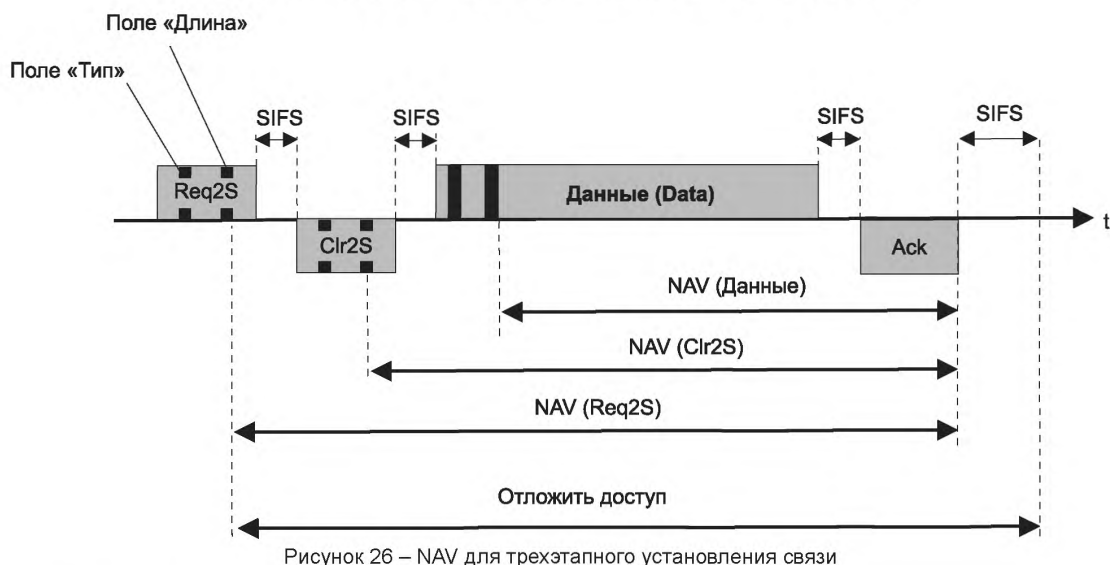 Поле «Длина»
Поле «Тип»
SIFS
SIFS
SIFS
SIFS
Req2S
Данные (Data)
t
Clr2S
Ack
NAV (Данные)
NAV (Clr2S)
NAV (Req2S)
Отложить доступ
Рисунок 26 – NAV для трехэтапного установления связи